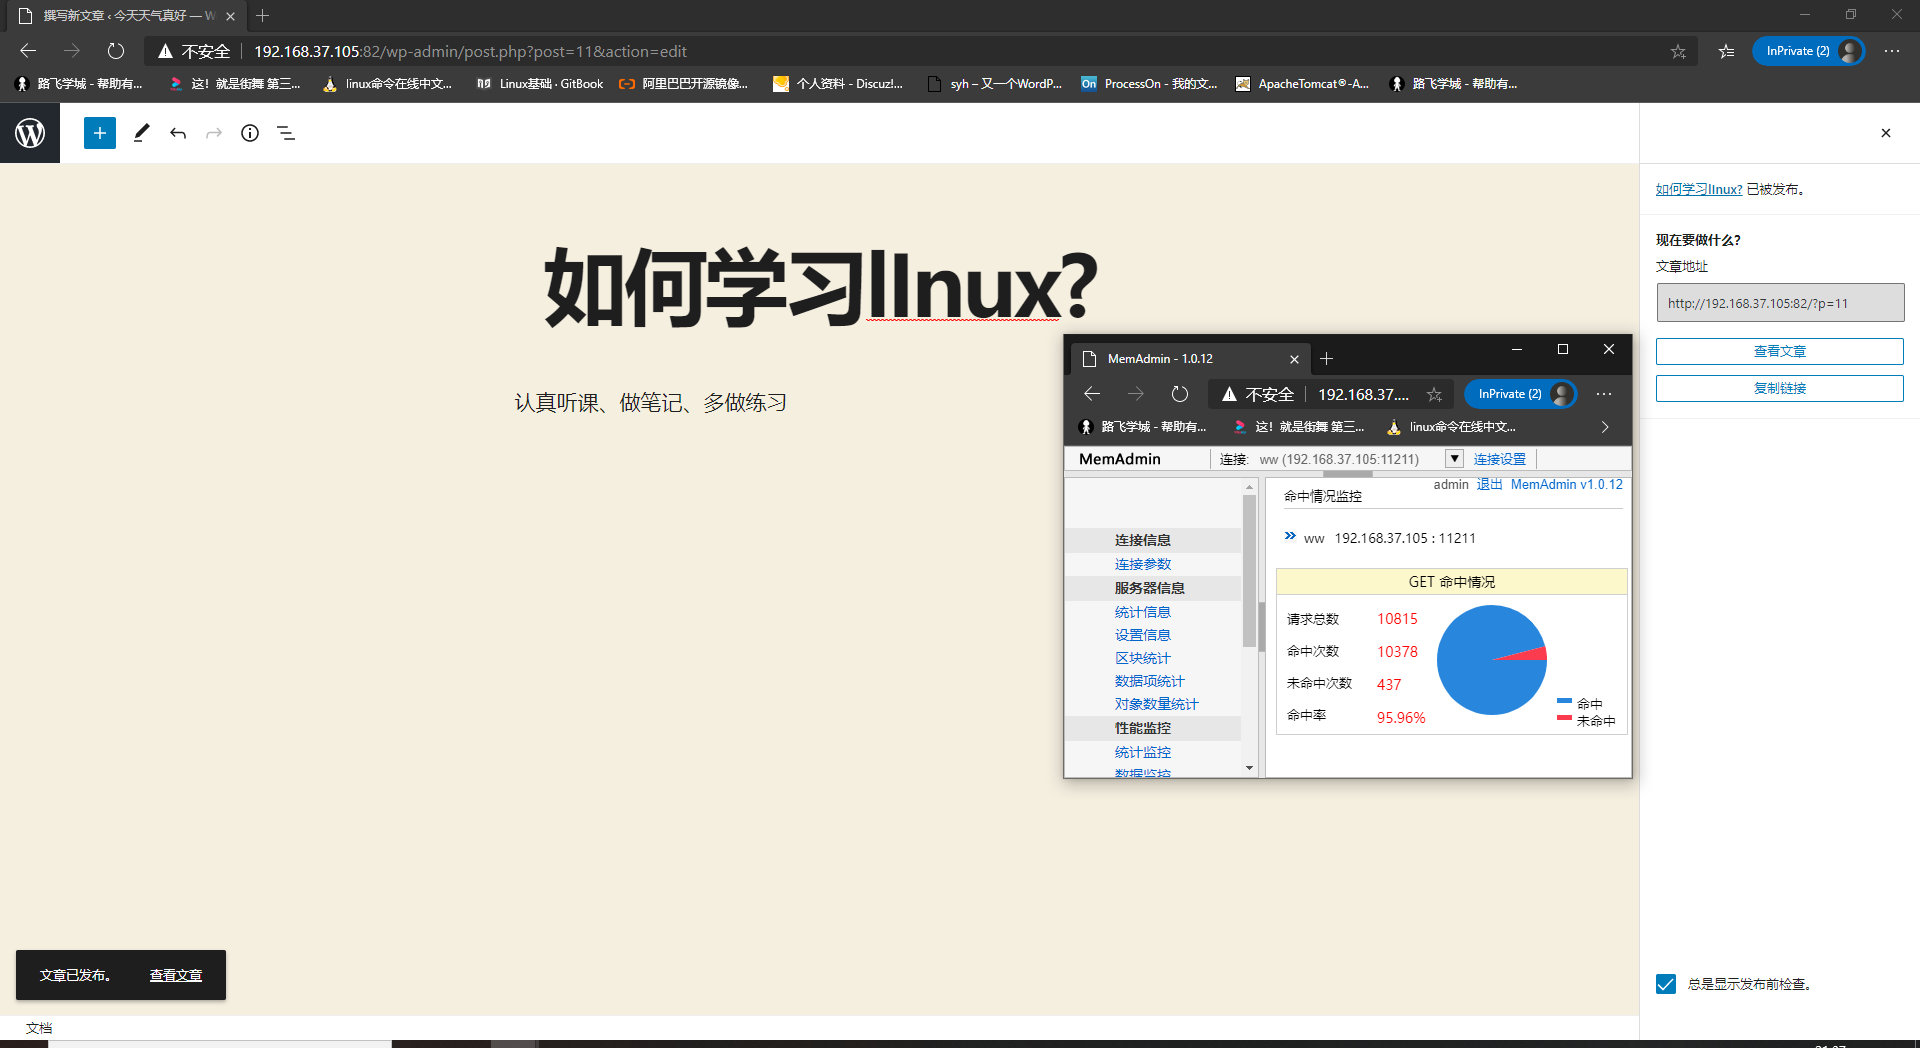 撰写新文章 ‹ 今天天气真好 — W
不安全 192.168.37.105:82/wp-admin/post.php?post=11&action=edit
InPrivate (2)
路飞学城 - 帮助有...
这！就是街舞 第三...
linux命令在线中文...
Linux基础 · GitBook
阿里巴巴开源镜像...
个人资料 - Discuz!...
syh – 又一个WordP...
ProcessOn - 我的文...
ApacheTomcat®-A...
路飞学城 - 帮助有...
如何学习lInux?
认真听课、做笔记、多做练习
如何学习lInux? 已被发布。
现在要做什么?
文章地址
http://192.168.37.105:82/?p=11
查看文章
复制链接
MemAdmin - 1.0.12
不安全 192.168.37....
InPrivate (2)
路飞学城 - 帮助有...
这！就是街舞 第三...
linux命令在线中文...
MemAdmin
连接: ww (192.168.37.105:11211)
连接设置
admin 退出 MemAdmin v1.0.12
连接信息
连接参数
服务器信息
统计信息
设置信息
区块统计
数据项统计
对象数量统计
性能监控
统计监控
数据监控
命中情况监控
ww 192.168.37.105 : 11211
GET 命中情况
请求总数 10815
命中次数 10378
未命中次数 437
命中率 95.96%
命中
未命中
文章已发布。 查看文章
总是显示发布前检查。
文档